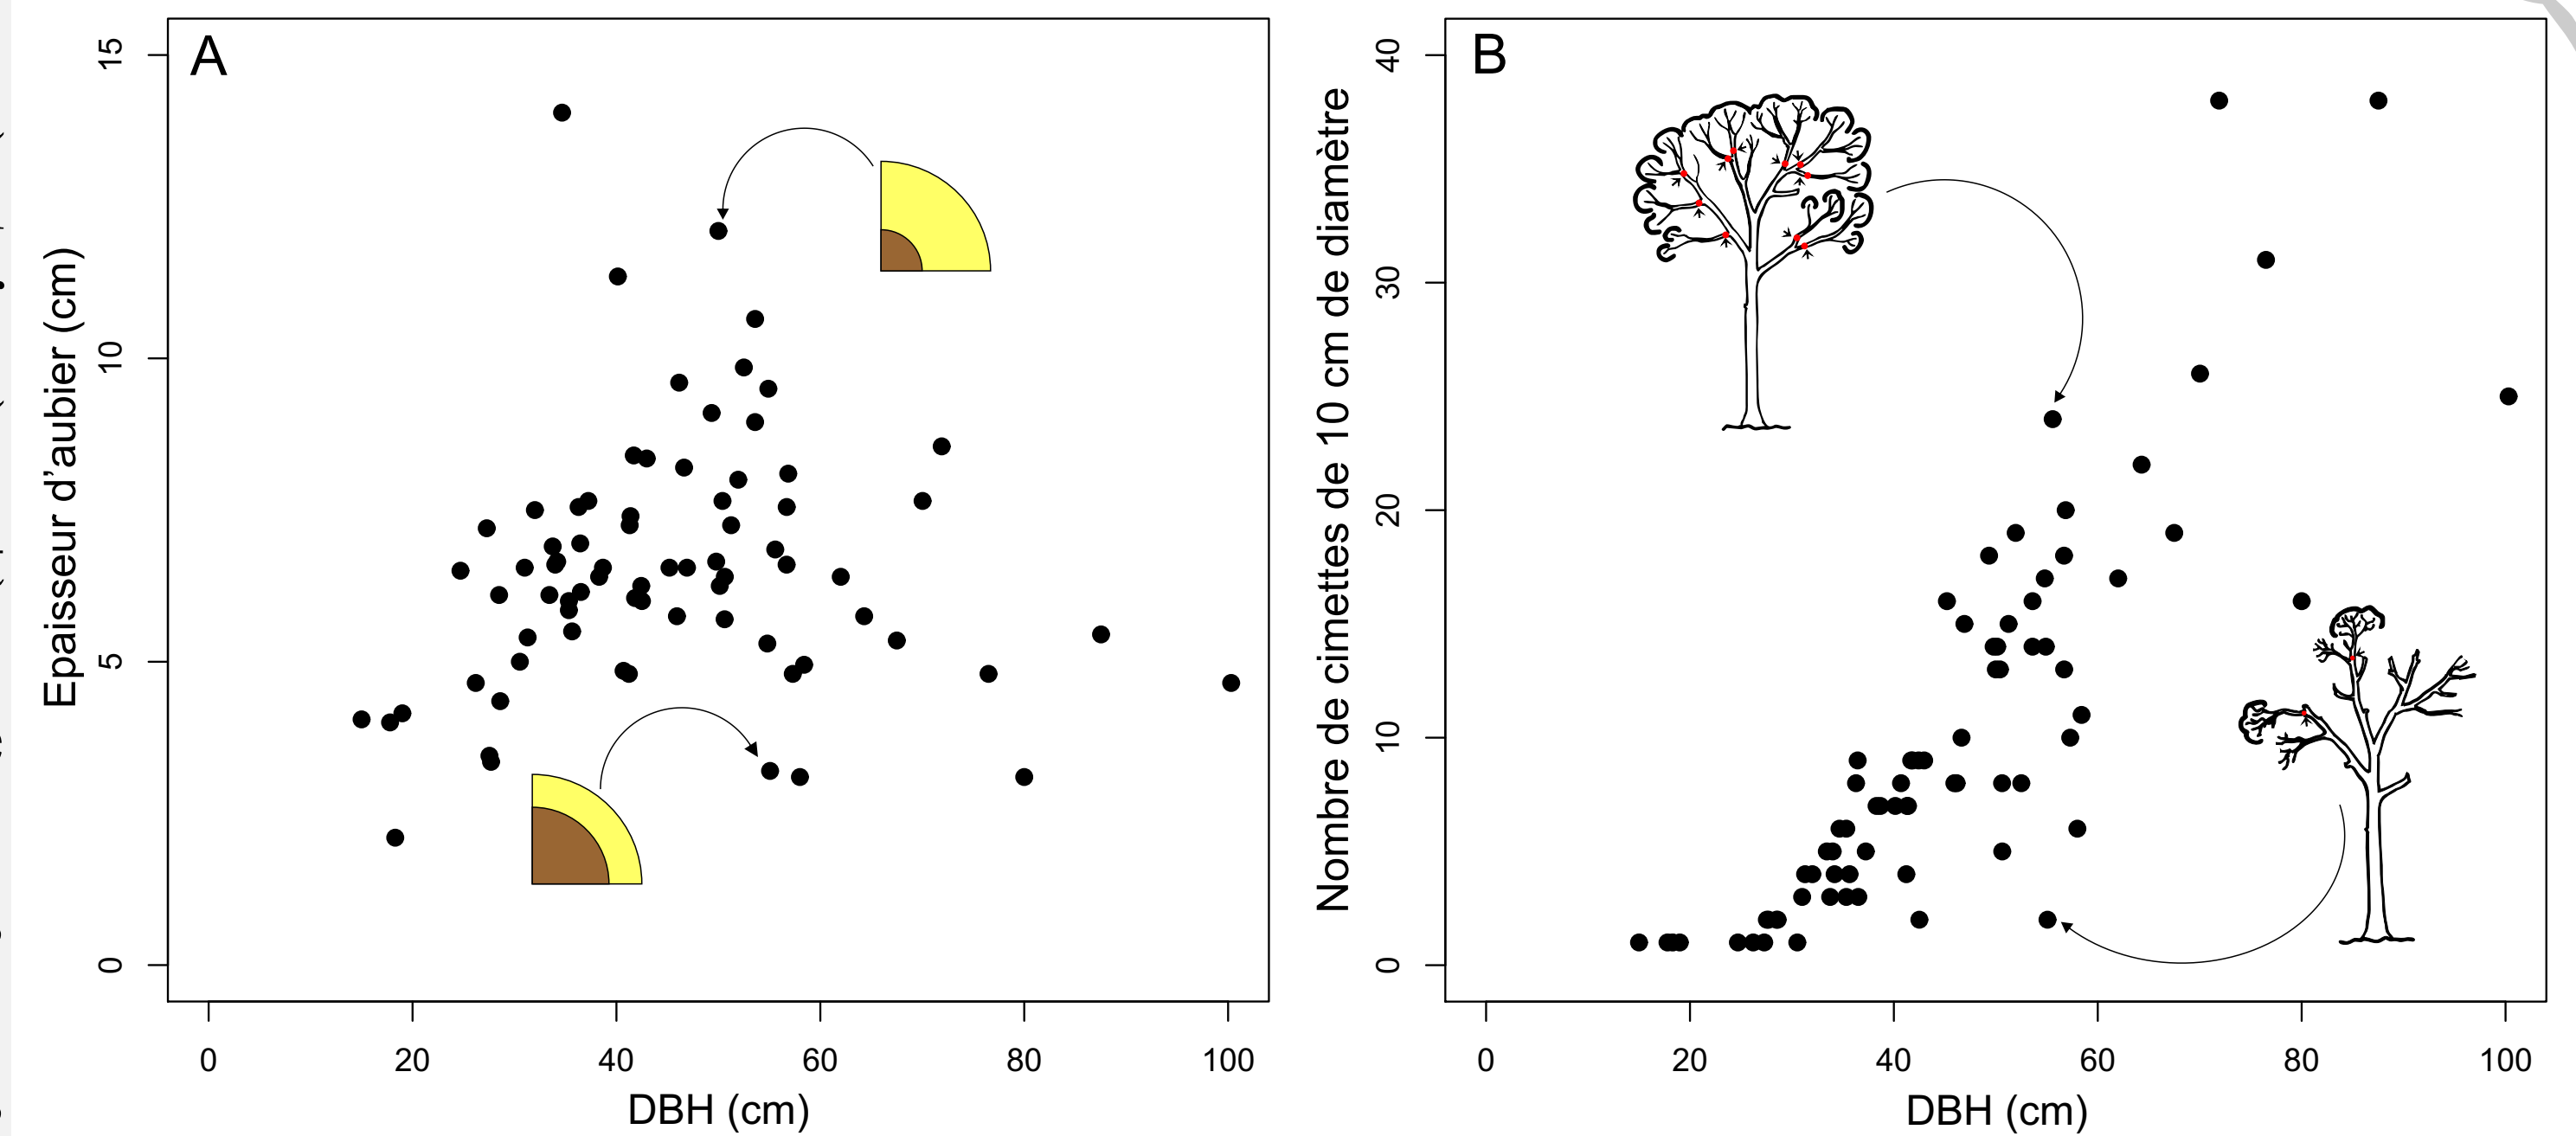 A
Epaisseur d’aubier (cm)
15
10
5
0
0 20 40 60 80 100
DBH (cm)
B
Nombre de cimettes de 10 cm de diamètre
40
30
20
10
0
0 20 40 60 80 100
DBH (cm)